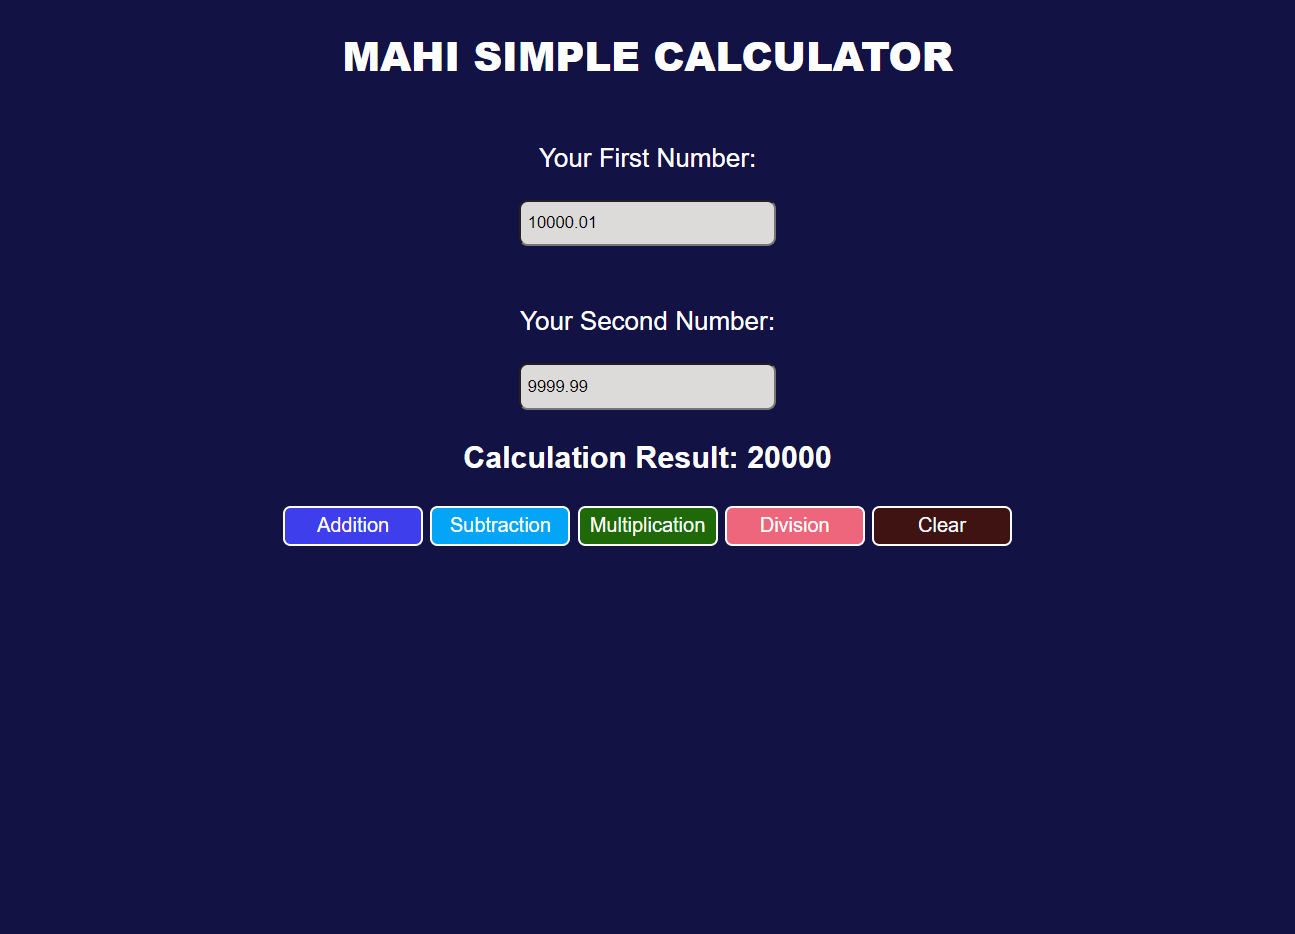 MAHI SIMPLE CALCULATOR
Your First Number:
10000.01
Your Second Number:
9999.99
Calculation Result: 20000
Addition Subtraction Multiplication Division Clear